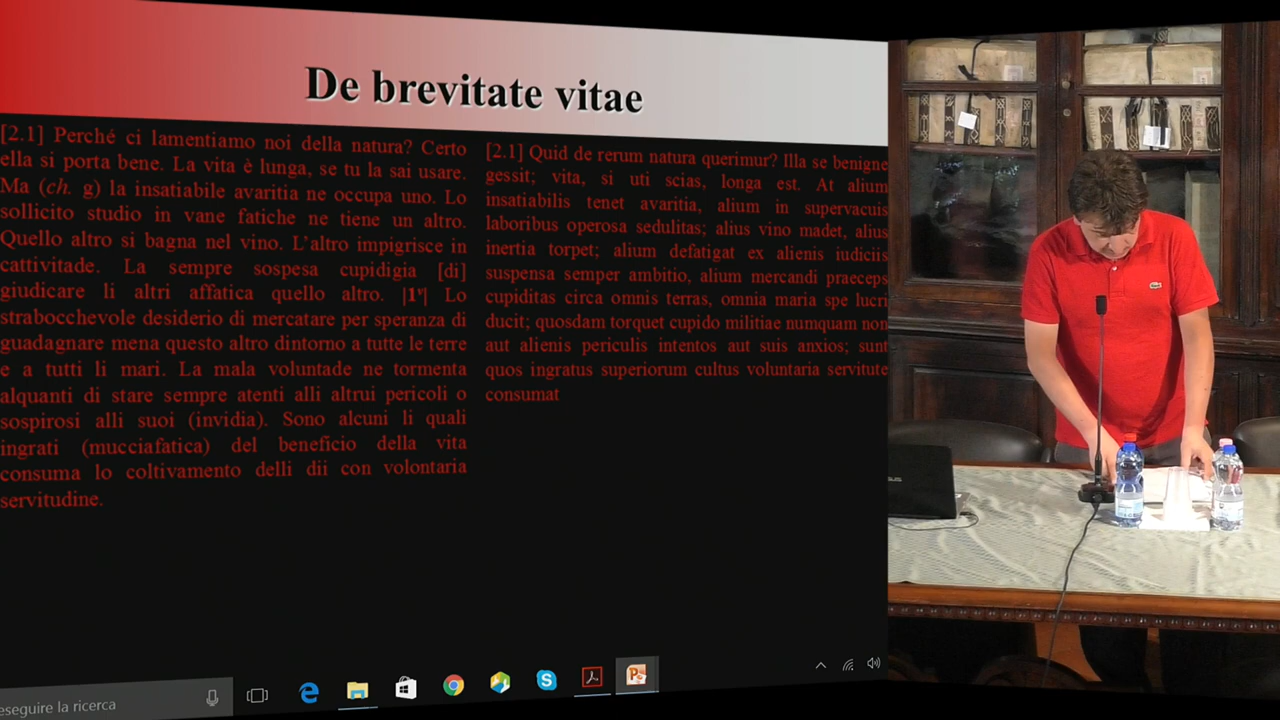 De brevitate vitae
[2.1] Perché ci lamentiamo noi della natura? Certo
ella si porta bene. La vita è lunga, se tu la sai usare.
Ma (ch. g) la insatiabile avaritia ne occupa uno. Lo
sollicito studio in vane fatiche ne tiene un altro.
Quello altro si bagna nel vino. L'altro impigrisce in
cattivitade. La sempre sospesa cupidigia [di]
giudicare li altri affatica quello altro. |1ᵛ| Lo
strabocchevole desiderio di mercatare per speranza di
guadagnare mena questo altro dintorno a tutte le terre
e a tutti li mari. La mala voluntade ne tormenta
alquanti di stare sempre atenti alli altrui pericoli o
sospirosi alli suoi (invidia). Sono alcuni li quali
ingrati (mucciafatica) del beneficio della vita
consuma lo coltivamento delli dii con volontaria
servitudine.
[2.1] Quid de rerum natura querimur? Illa se benigne
gessit; vita, si uti scias, longa est. At alium
insatiabilis tenet avaritia, alium in supervacuis
laboribus operosa sedulitas; alius vino madet, alius
inertia torpet; alium defatigat ex alienis iudiciis
suspensa semper ambitio, alium mercandi praeceps
cupiditas circa omnis terras, omnia maria spe lucri
ducit; quosdam torquet cupido militiae numquam non
aut alienis periculis intentos aut suis anxios; sunt
quos ingratus superiorum cultus voluntaria servitute
consumat
eseguire la ricerca